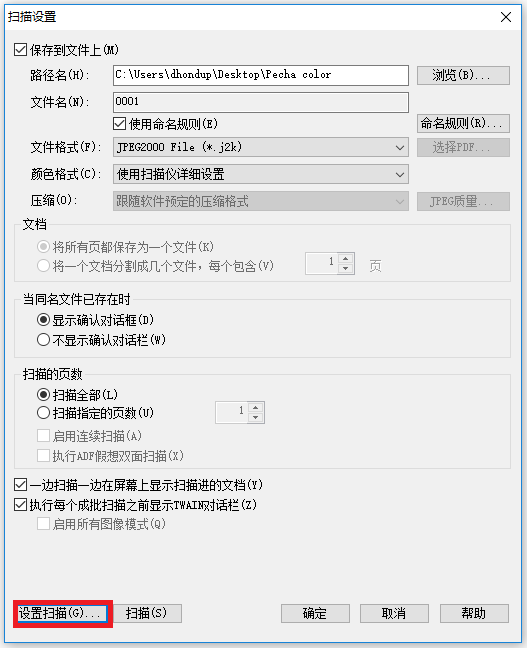 扫描设置
保存到文件上(M)
路径名(H): C:\Users\dhondup\Desktop\Pecha color 浏览(B)...
文件名(N): 0001
使用命名规则(E) 命名规则(R)...
文件格式(F): JPEG2000 File (*.j2k) 选择PDF...
颜色格式(C): 使用扫描仪详细设置
压缩(O): 跟随软件预定的压缩格式 JPEG质量...
文档
将所有页都保存为一个文件(K)
将一个文档分割成几个文件，每个包含(V) 1 页
当同名文件已存在时
显示确认对话框(D)
不显示确认对话栏(W)
扫描的页数
扫描全部(L)
扫描指定的页数(U) 1
启用连续扫描(A)
执行ADF假想双面扫描(X)
一边扫描一边在屏幕上显示扫描进的文档(Y)
执行每个成批扫描之前显示TWAIN对话栏(Z)
启用所有图像模式(Q)
设置扫描(G)... 扫描(S) 确定 取消 帮助